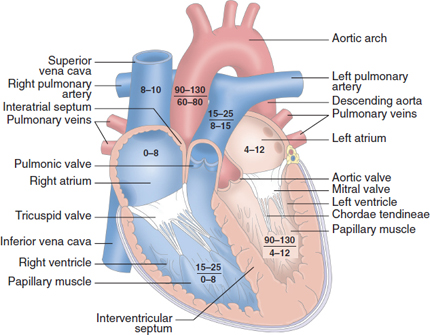 Superior
vena cava
Right pulmonary
artery
Interatrial septum
Pulmonary veins
Pulmonic valve
Right atrium
Tricuspid valve
Inferior vena cava
Right ventricle
Papillary muscle
Interventricular
septum
8–10
90–130
60–80
15–25
8–15
0–8
4–12
90–130
4–12
15–25
0–8
Aortic arch
Left pulmonary
artery
Descending aorta
Pulmonary veins
Left atrium
Aortic valve
Mitral valve
Left ventricle
Chordae tendineae
Papillary muscle